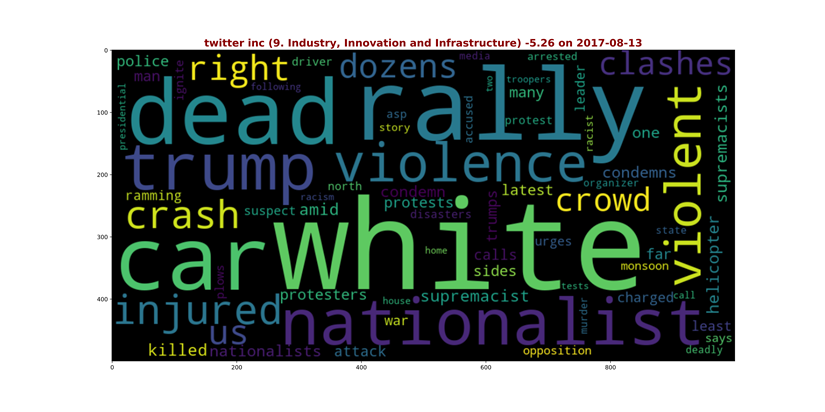 twitter inc (9. Industry, Innovation and Infrastructure) -5.26 on 2017-08-13
0
100
200
300
400
0
200
400
600
800
police
right
driver
dozens
media
arrested
clashes
man
ignite
following
presidential
dead
rally
two
troopers
many
leader
asp
story
accused
protest
racist
one
violent
supremacists
trump
violence
condemns
organizer
ramming
racism
north
condemn
latest
crowd
crash
suspect
amid
protests
disasters
trumps
car
white
home
calls
sides
urges
state
far
monsoon
helicopter
plows
tests
injured
protesters
house
supremacist
murder
charged
call
us
nationalist
war
least
says
killed
nationalists
attack
opposition
deadly